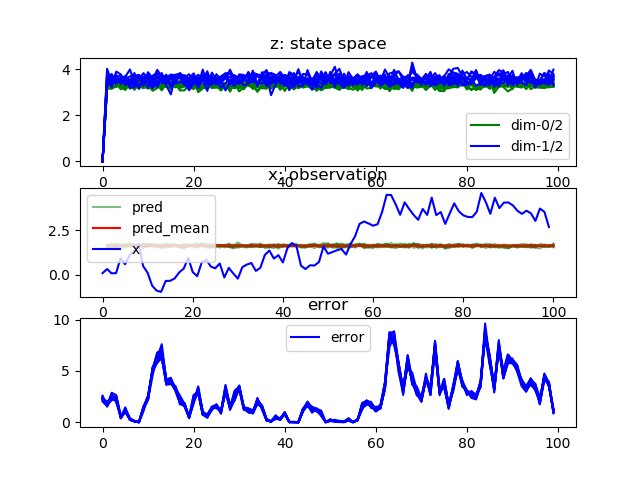 z: state space
4
2
0
dim-0/2
dim-1/2
0 20 40 60 80 100
x: observation
2.5
0.0
pred
pred_mean
x
0 20 40 60 80 100
error
10
5
0
error
0 20 40 60 80 100